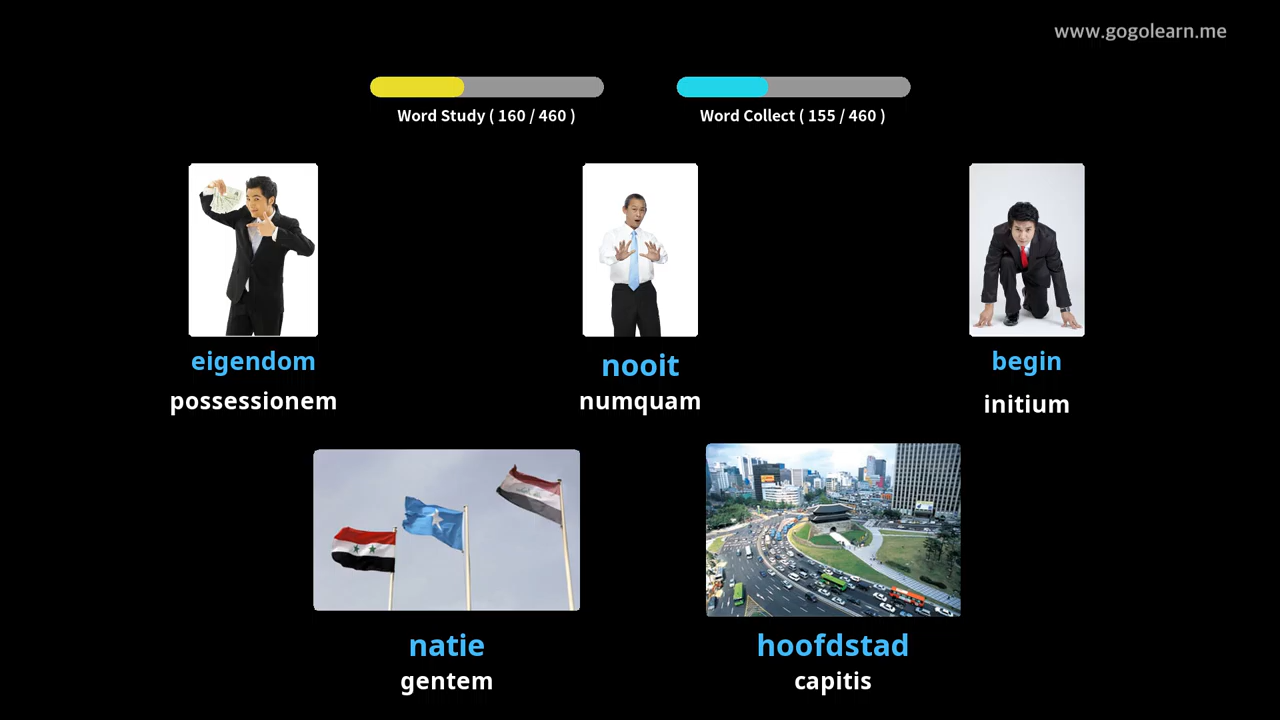 www.gogolearn.me
Word Study ( 160 / 460 )
Word Collect ( 155 / 460 )
eigendom
possessionem
nooit
numquam
begin
initium
natie
gentem
hoofdstad
capitis